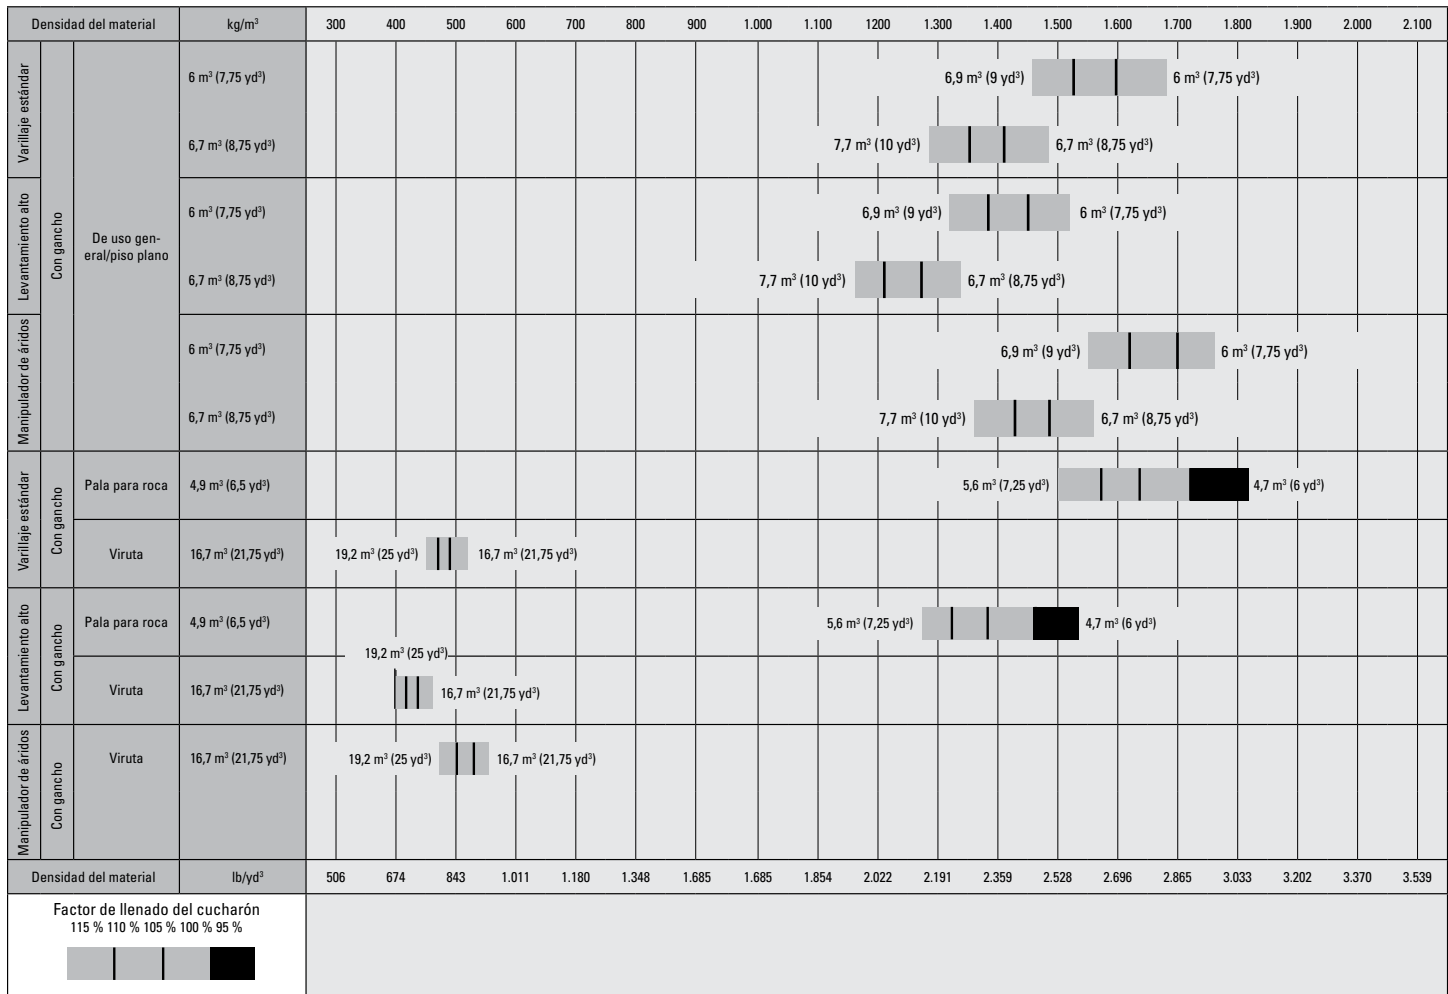 Densidad del material kg/m³ 300 400 500 600 700 800 900 1.000 1.100 1.200 1.300 1.400 1.500 1.600 1.700 1.800 1.900 2.000 2.100
Varillaje estándar
Con gancho
De uso gen-
eral/piso plano
6 m³ (7,75 yd³) 6,9 m³ (9 yd³) 6 m³ (7,75 yd³)
6,7 m³ (8,75 yd³) 7,7 m³ (10 yd³) 6,7 m³ (8,75 yd³)
Levantamiento alto
6 m³ (7,75 yd³) 6,9 m³ (9 yd³) 6 m³ (7,75 yd³)
6,7 m³ (8,75 yd³) 7,7 m³ (10 yd³) 6,7 m³ (8,75 yd³)
Manipulador de áridos
6 m³ (7,75 yd³) 6,9 m³ (9 yd³) 6 m³ (7,75 yd³)
6,7 m³ (8,75 yd³) 7,7 m³ (10 yd³) 6,7 m³ (8,75 yd³)
Varillaje estándar
Con gancho
Pala para roca 4,9 m³ (6,5 yd³) 5,6 m³ (7,25 yd³) 4,7 m³ (6 yd³)
Viruta 16,7 m³ (21,75 yd³) 19,2 m³ (25 yd³) 16,7 m³ (21,75 yd³)
Levantamiento alto
Con gancho
Pala para roca 4,9 m³ (6,5 yd³) 5,6 m³ (7,25 yd³) 4,7 m³ (6 yd³)
19,2 m³ (25 yd³)
Viruta 16,7 m³ (21,75 yd³) 16,7 m³ (21,75 yd³)
Manipulador de áridos
Con gancho
Viruta 16,7 m³ (21,75 yd³) 19,2 m³ (25 yd³) 16,7 m³ (21,75 yd³)
Densidad del material lb/yd³ 506 674 843 1.011 1.180 1.348 1.685 1.685 1.854 2.022 2.191 2.359 2.528 2.696 2.865 3.033 3.202 3.370 3.539
Factor de llenado del cucharón
115 % 110 % 105 % 100 % 95 %